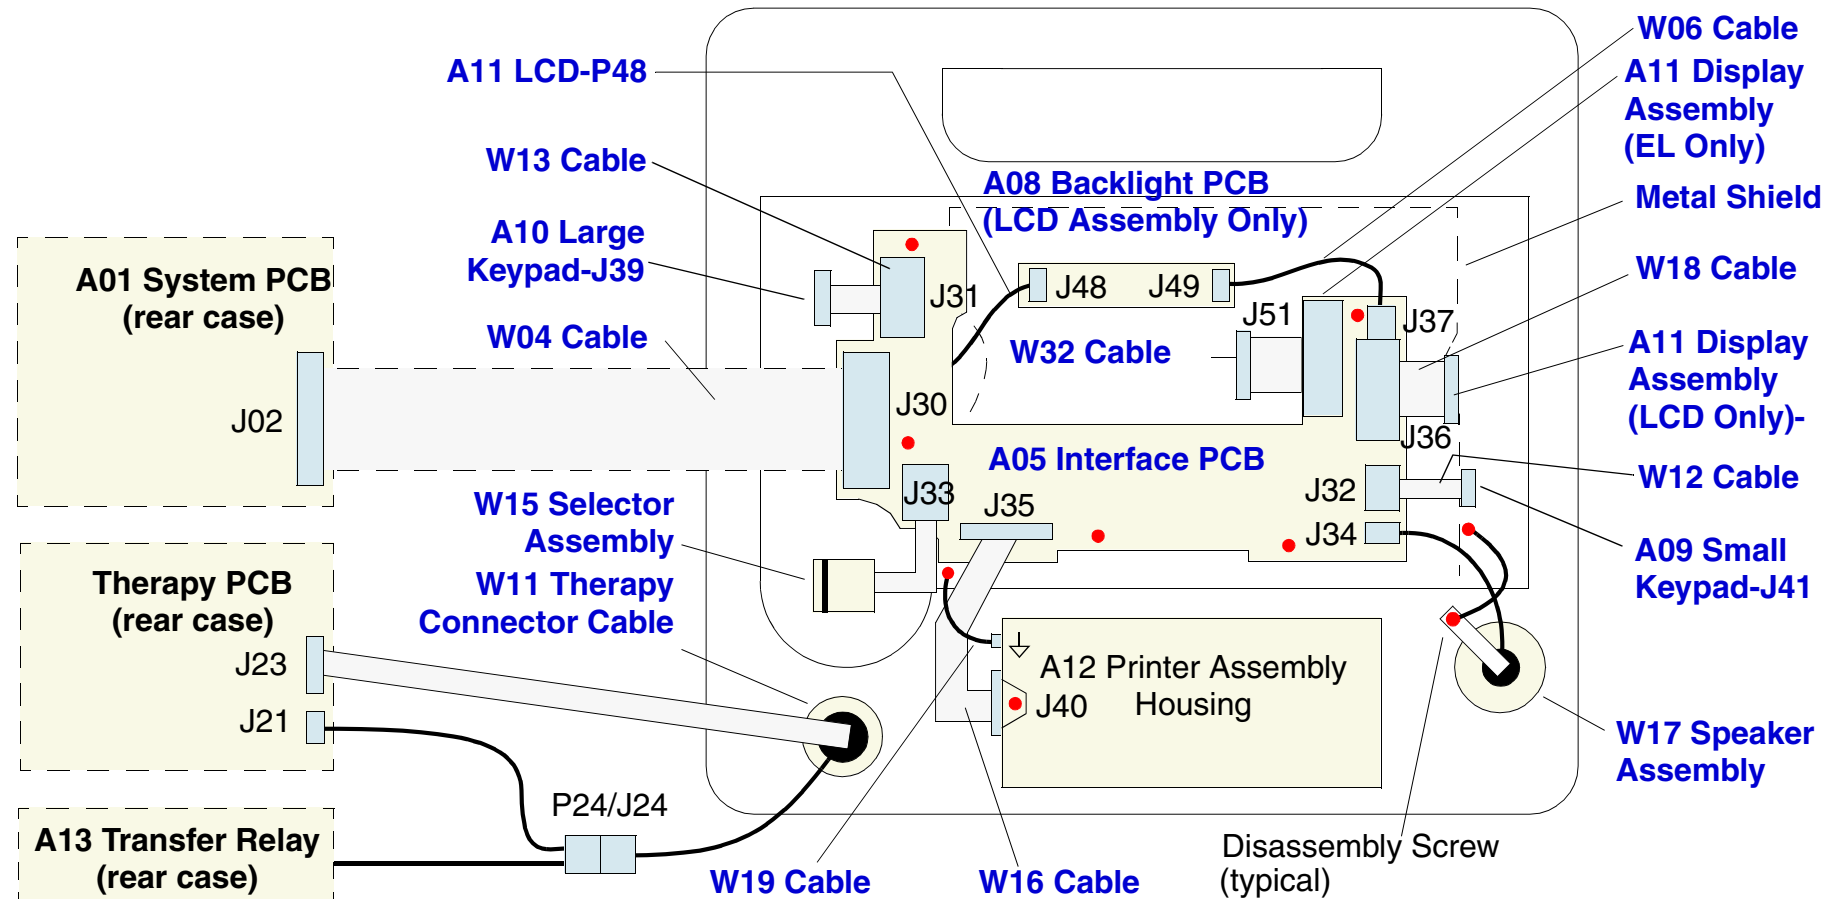 W06 Cable
A11 LCD-P48
A11 Display
Assembly
(EL Only)
W13 Cable
A08 Backlight PCB
(LCD Assembly Only)
Metal Shield
A10 Large
Keypad-J39
A01 System PCB
(rear case)
W04 Cable
J31
J48
J49
J51
J37
W18 Cable
W32 Cable
A11 Display
Assembly
(LCD Only)-
J02
J30
J36
A05 Interface PCB
W12 Cable
W15 Selector
Assembly
J33
J35
J32
J34
A09 Small
Keypad-J41
Therapy PCB
(rear case)
W11 Therapy
Connector Cable
J23
J21
A12 Printer Assembly
Housing
J40
W17 Speaker
Assembly
P24/J24
A13 Transfer Relay
(rear case)
W19 Cable
W16 Cable
Disassembly Screw
(typical)